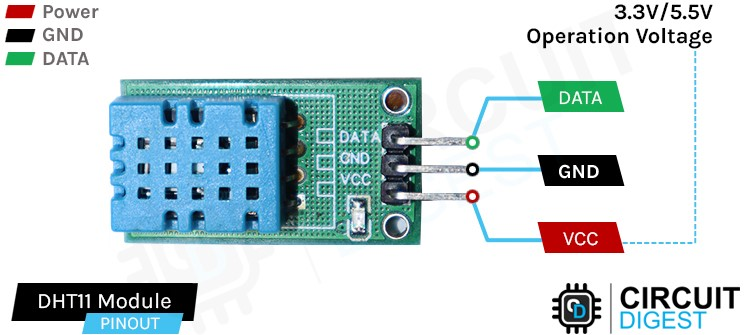 Power
GND
DATA
3.3V/5.5V
Operation Voltage
DATA
GND
VCC
DATA
GND
VCC
DHT11 Module
PINOUT
CD
CIRCUIT
DIGEST